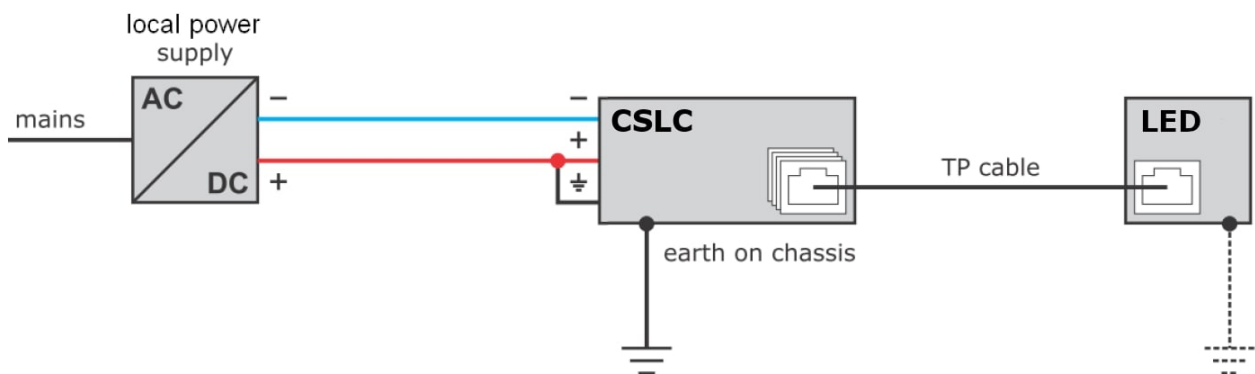 local power
supply
AC
DC
mains
−
+
−
+
CSLC
LED
TP cable
earth on chassis